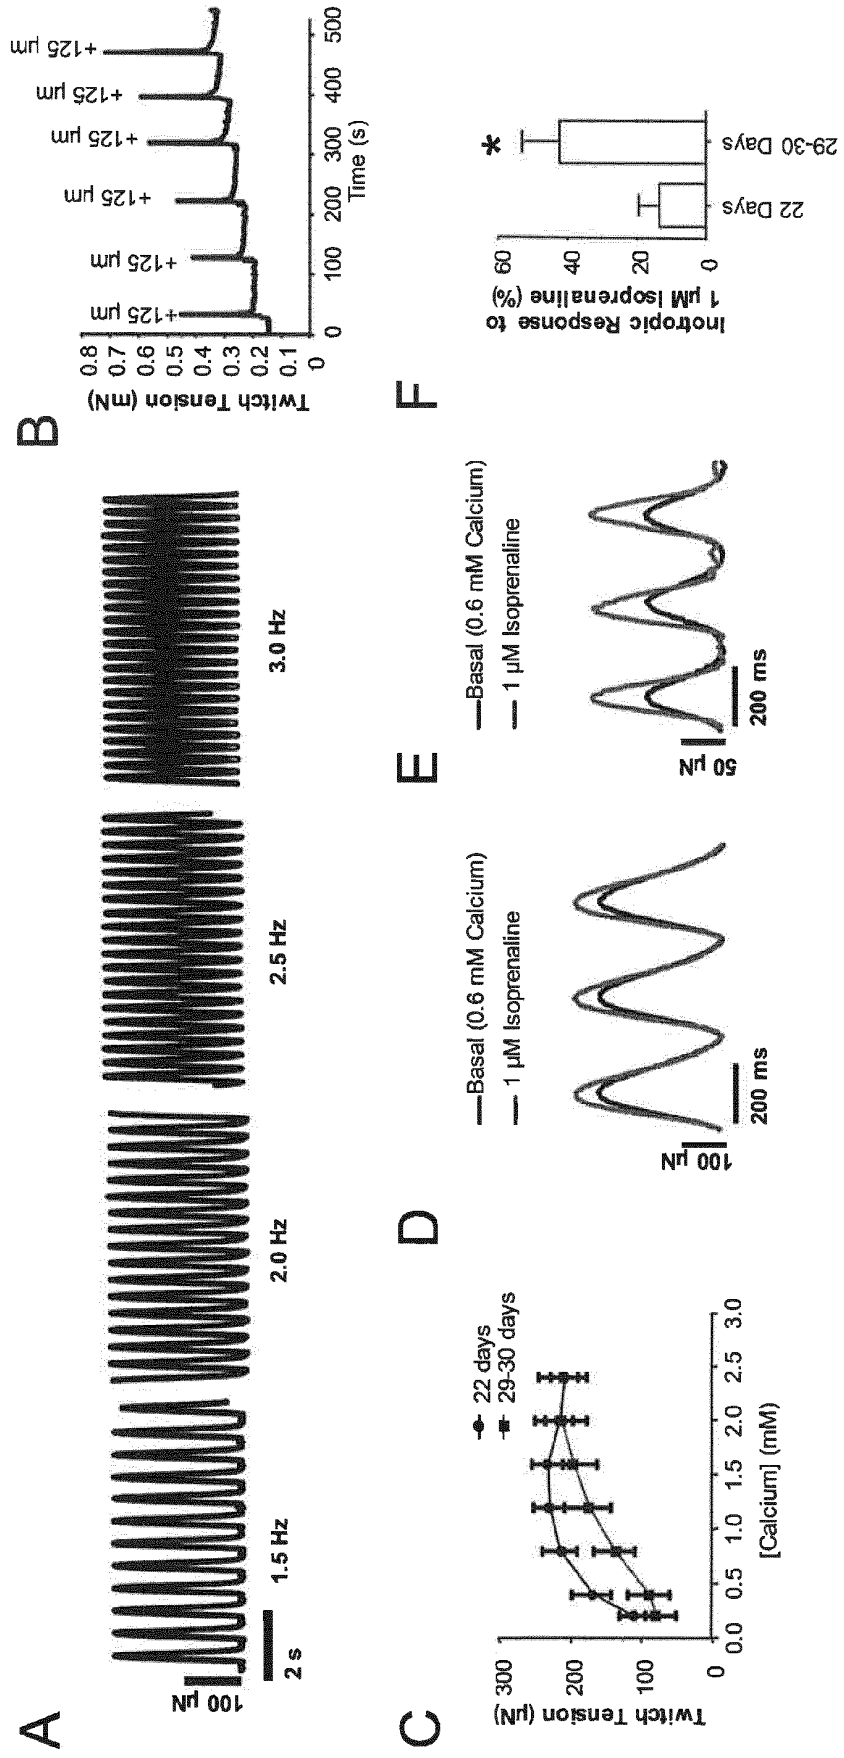 A
100 µN
2 s
1.5 Hz
2.0 Hz
2.5 Hz
3.0 Hz
B
Twitch Tension (mN)
0.8
0.7
0.6
0.5
0.4
0.3
0.2
0.1
0
+125 µm
+125 µm
+125 µm
+125 µm
+125 µm
+125 µm
0
100
200
300
400
500
Time (s)
C
Twitch Tension (µN)
300
200
100
0
22 days
29-30 days
0.0
0.5
1.0
1.5
2.0
2.5
3.0
[Calcium] (mM)
D
Basal (0.6 mM Calcium)
1 µM Isoprenaline
100 µN
200 ms
E
Basal (0.6 mM Calcium)
1 µM Isoprenaline
50 µN
200 ms
F
Inotropic Response to
1 µM Isoprenaline (%)
60
40
20
0
*
22 Days
29-30 Days